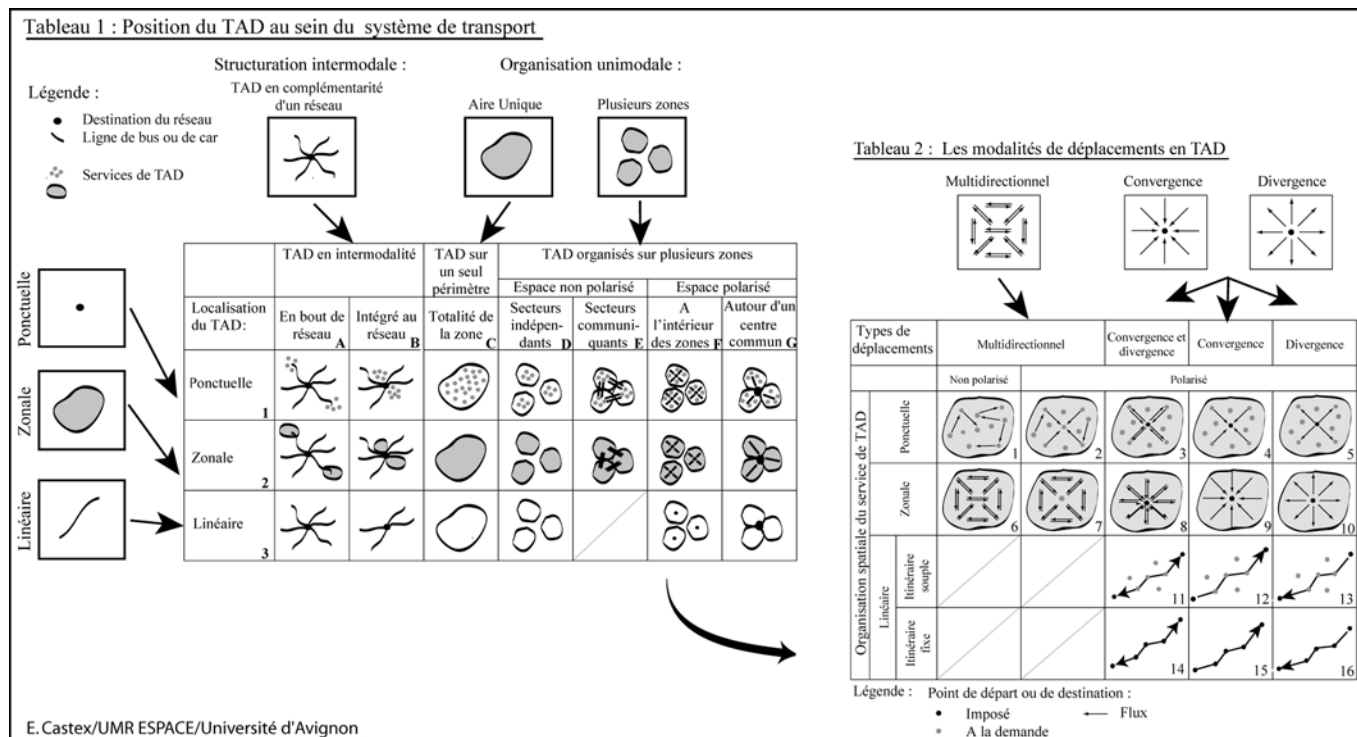 Tableau 1 : Position du TAD au sein du système de transport
Structuration intermodale :
TAD en complémentarité
d'un réseau
Organisation unimodale :
Aire Unique
Plusieurs zones
Légende :
Destination du réseau
Ligne de bus ou de car
Services de TAD
Ponctuelle
Zonale
Linéaire
TAD en intermodalité
TAD sur
un seul
périmètre
TAD organisés sur plusieurs zones
Espace non polarisé
Espace polarisé
Localisation
du TAD:
En bout de
réseau A
Intégré au
réseau B
Totalité de
la zone C
Secteurs
indépen-
dants D
Secteurs
communi-
quants E
A
l'intérieur
des zones F
Autour d'un
centre
commun G
Ponctuelle
1
Zonale
2
Linéaire
3
E. Castex/UMR ESPACE/Université d'Avignon
Tableau 2 : Les modalités de déplacements en TAD
Multidirectionnel
Convergence
Divergence
Types de
déplacements
Multidirectionnel
Convergence et
divergence
Convergence
Divergence
Non polarisé
Polarisé
Organisation spatiale du service de TAD
Ponctuelle
1
2
3
4
5
Zonale
6
7
8
9
10
Linéaire
Itinéraire
souple
11
12
13
Itinéraire
fixe
14
15
16
Légende :
Point de départ ou de destination :
Imposé
Flux
A la demande